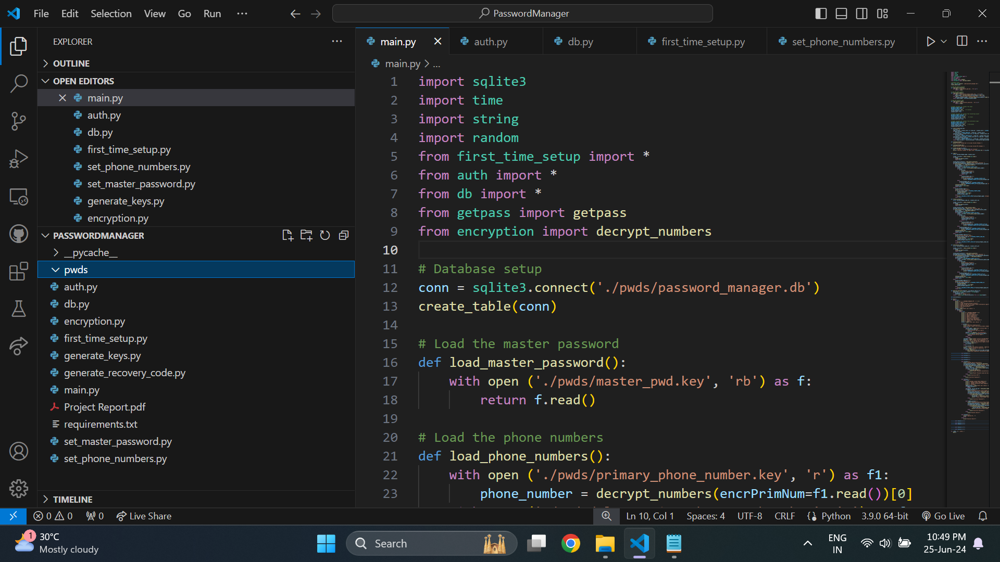 File Edit Selection View Go Run ···
PasswordManager
EXPLORER
OUTLINE
OPEN EDITORS
main.py
auth.py
db.py
first_time_setup.py
set_phone_numbers.py
set_master_password.py
generate_keys.py
encryption.py
PASSWORDMANAGER
__pycache__
pwds
auth.py
db.py
encryption.py
first_time_setup.py
generate_keys.py
generate_recovery_code.py
main.py
Project Report.pdf
requirements.txt
set_master_password.py
set_phone_numbers.py
TIMELINE
main.py auth.py db.py first_time_setup.py set_phone_numbers.py
main.py > ...
1 import sqlite3
2 import time
3 import string
4 import random
5 from first_time_setup import *
6 from auth import *
7 from db import *
8 from getpass import getpass
9 from encryption import decrypt_numbers
10
11 # Database setup
12 conn = sqlite3.connect('./pwds/password_manager.db')
13 create_table(conn)
14
15 # Load the master password
16 def load_master_password():
17 with open ('./pwds/master_pwd.key', 'rb') as f:
18 return f.read()
19
20 # Load the phone numbers
21 def load_phone_numbers():
22 with open ('./pwds/primary_phone_number.key', 'r') as f1:
23 phone_number = decrypt_numbers(encrPrimNum=f1.read())[0]
0 0 0 Live Share Ln 10, Col 1 Spaces: 4 UTF-8 CRLF {} Python 3.9.0 64-bit Go Live
1
30°C
Mostly cloudy
Search
ENG
IN
10:49 PM
25-Jun-24